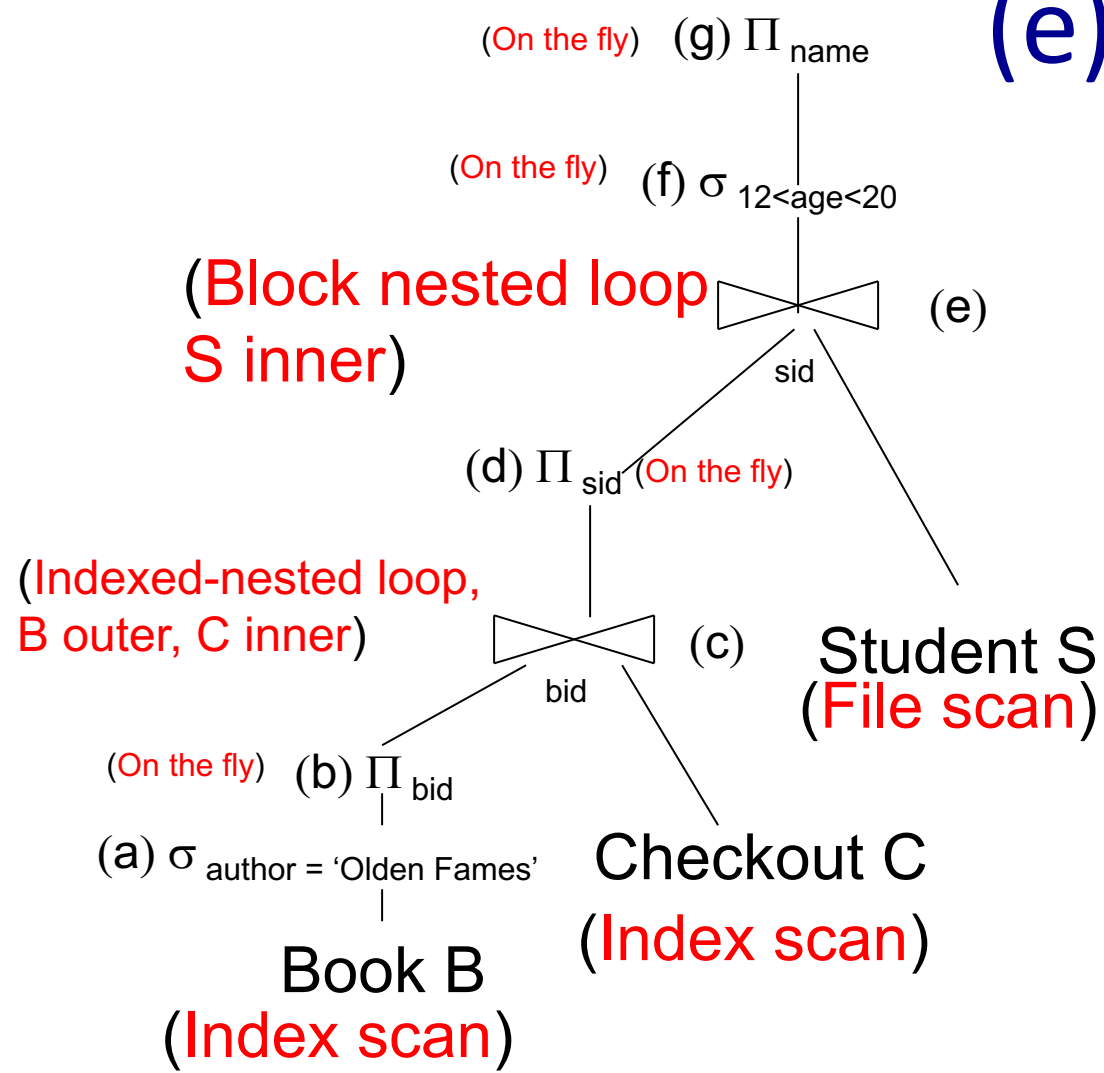 (e)
(On the fly) (g) Π name
(On the fly) (f) σ 12<age<20
(Block nested loop
S inner)
(e)
sid
(d) Π sid (On the fly)
(Indexed-nested loop,
B outer, C inner)
(c)
bid
Student S
(File scan)
(On the fly) (b) Π bid
(a) σ author = ‘Olden Fames’
Checkout C
(Index scan)
Book B
(Index scan)